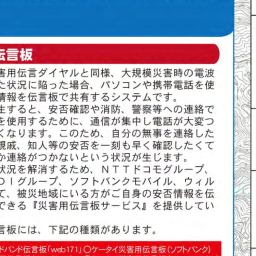 伝言板
害用伝言ダイヤルと同様、大規模災害時の電波
た状況に陥った場合、パソコンや携帯電話を使
情報を伝言板で共有するシステムです。
生すると、安否確認や消防、警察等への連絡で
を使用するために、通信が集中し電話が大変つ
くなります。このため、自分の無事を連絡した
親戚、知人等の安否を一刻も早く確認したくて
か連絡がつかないという状況が生じます。
状況を解消するため、NTTドコモグループ、
DIグループ、ソフトバンクモバイル、ウィル
て、被災地域にいる方がご自身の安否情報を伝
できる『災害用伝言板サービス』を提供してい
言板には、下記の種類があります。
ドバンド伝言板「web171」〇ケータイ災害用伝言板(ソフトバンク)